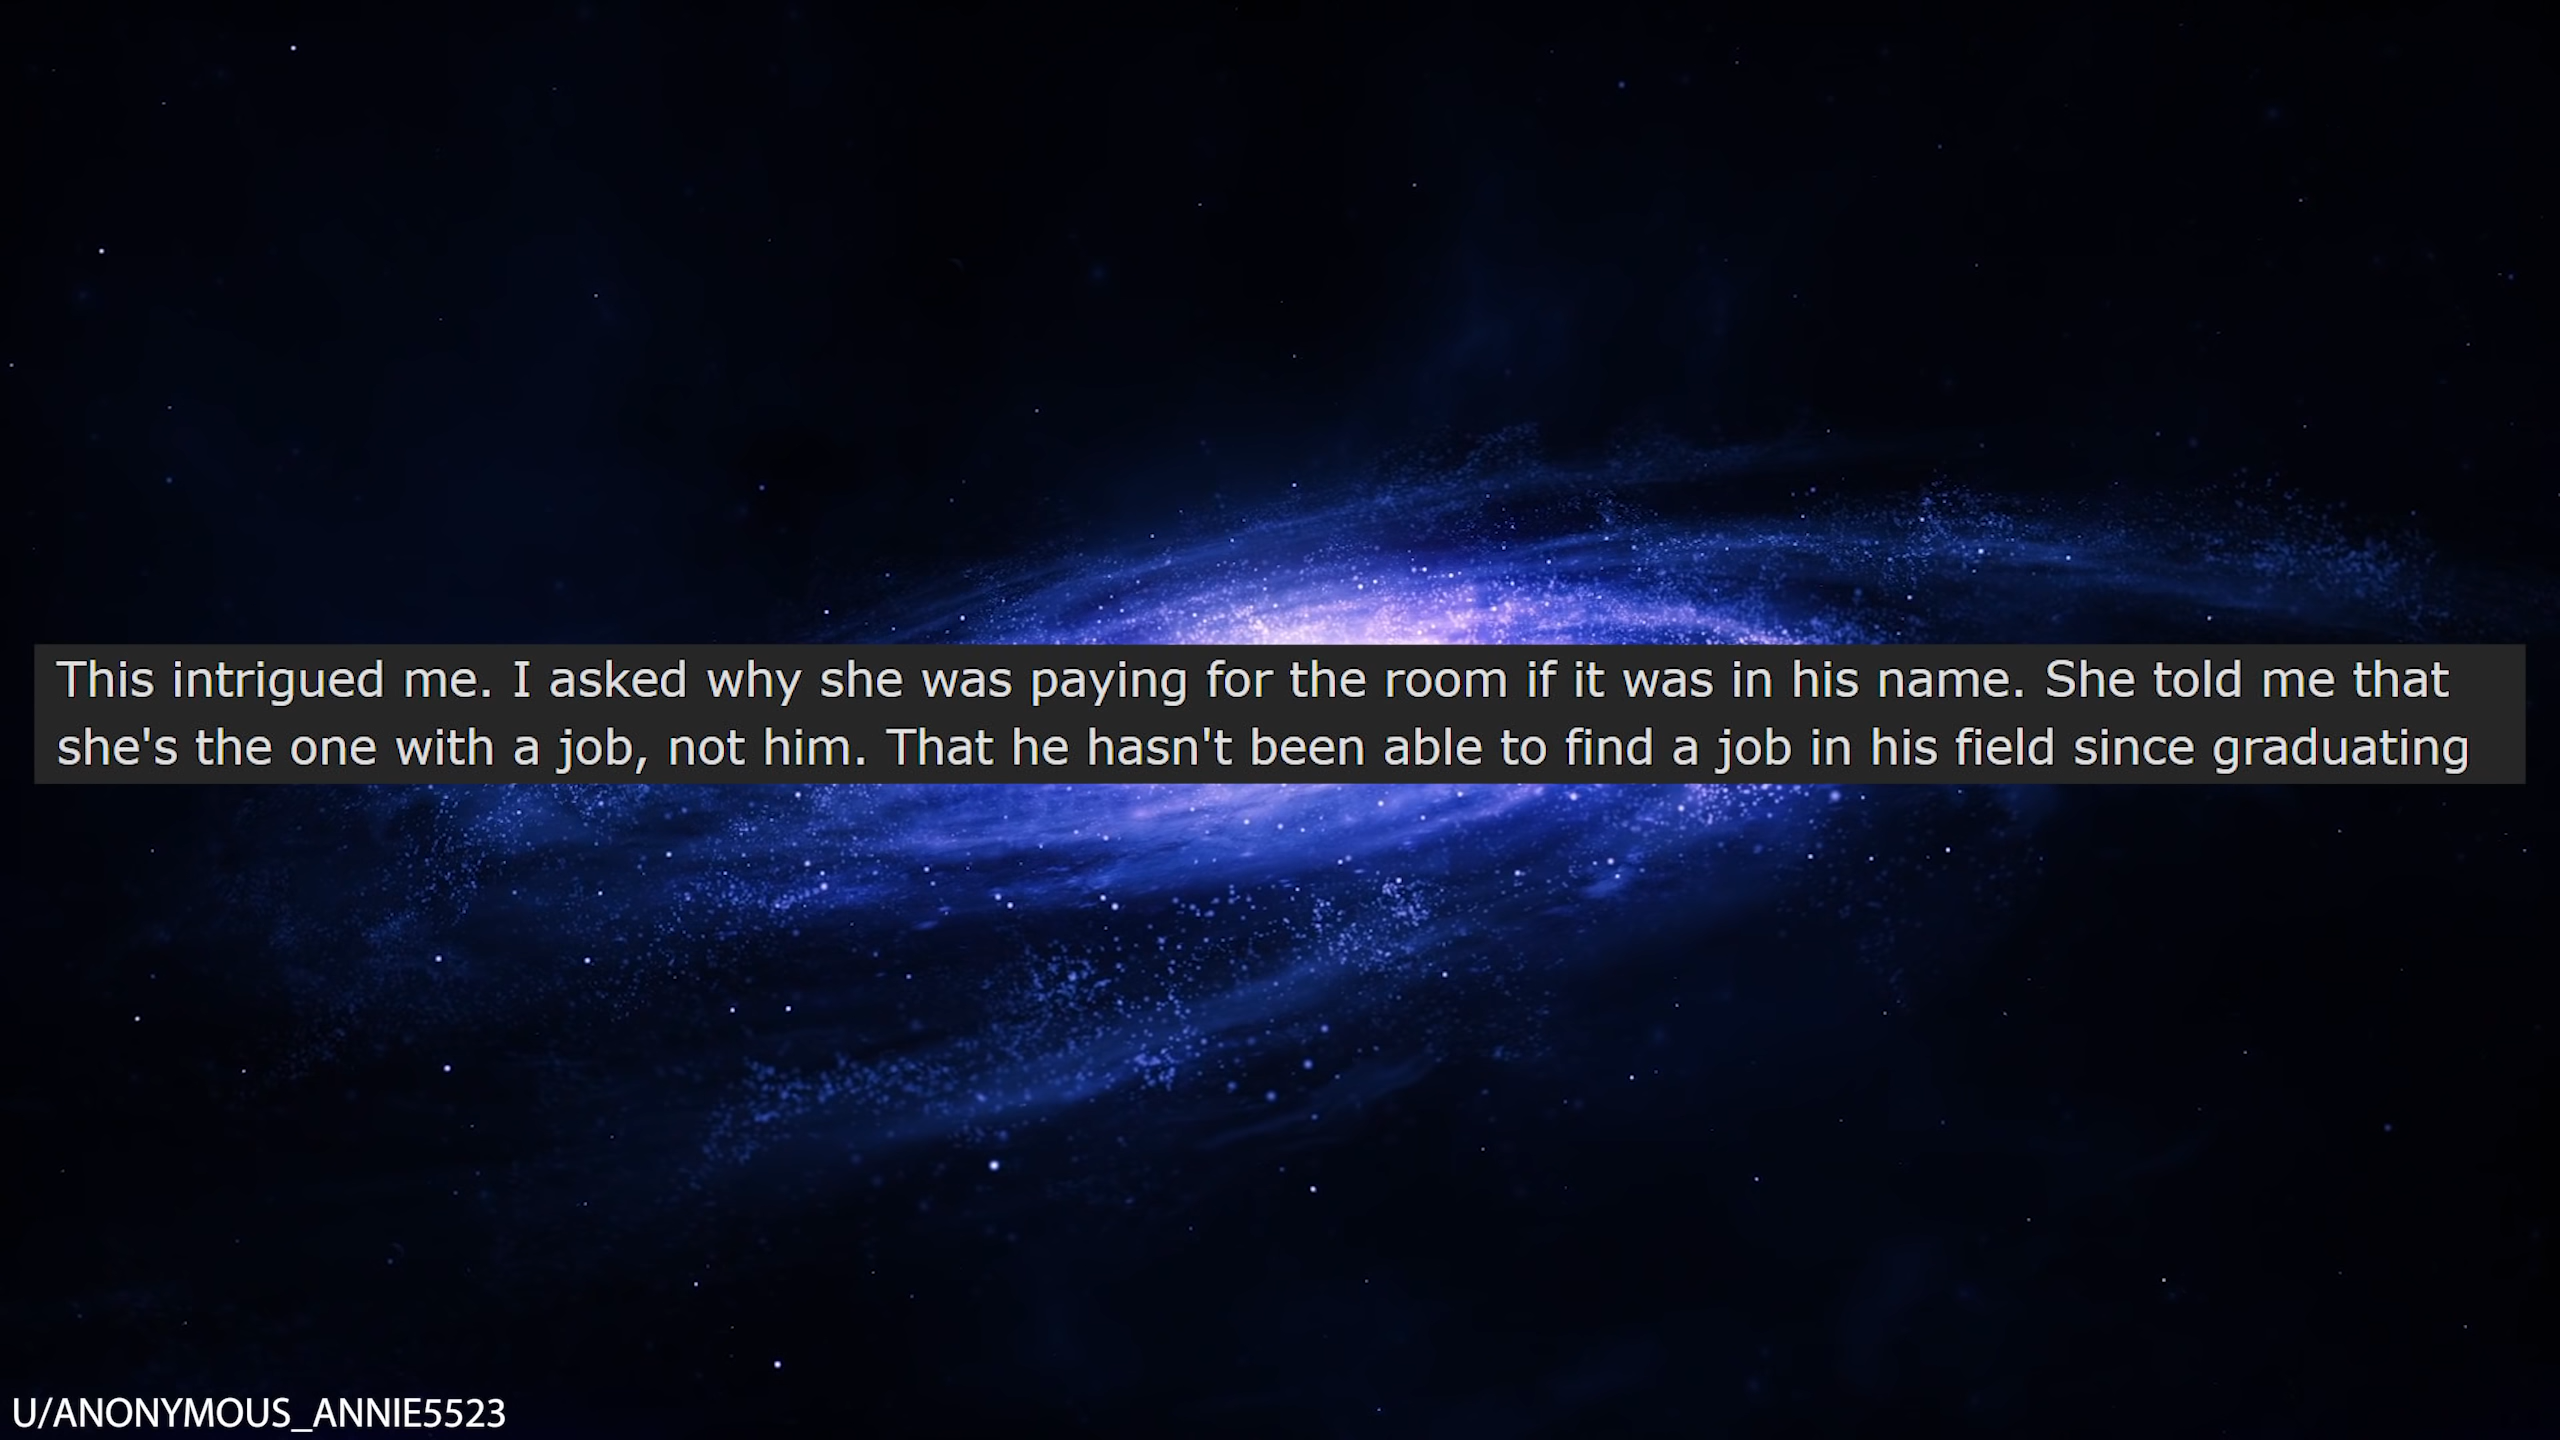 This intrigued me. I asked why she was paying for the room if it was in his name. She told me that
she's the one with a job, not him. That he hasn't been able to find a job in his field since graduating
U/ANONYMOUS_ANNIE5523